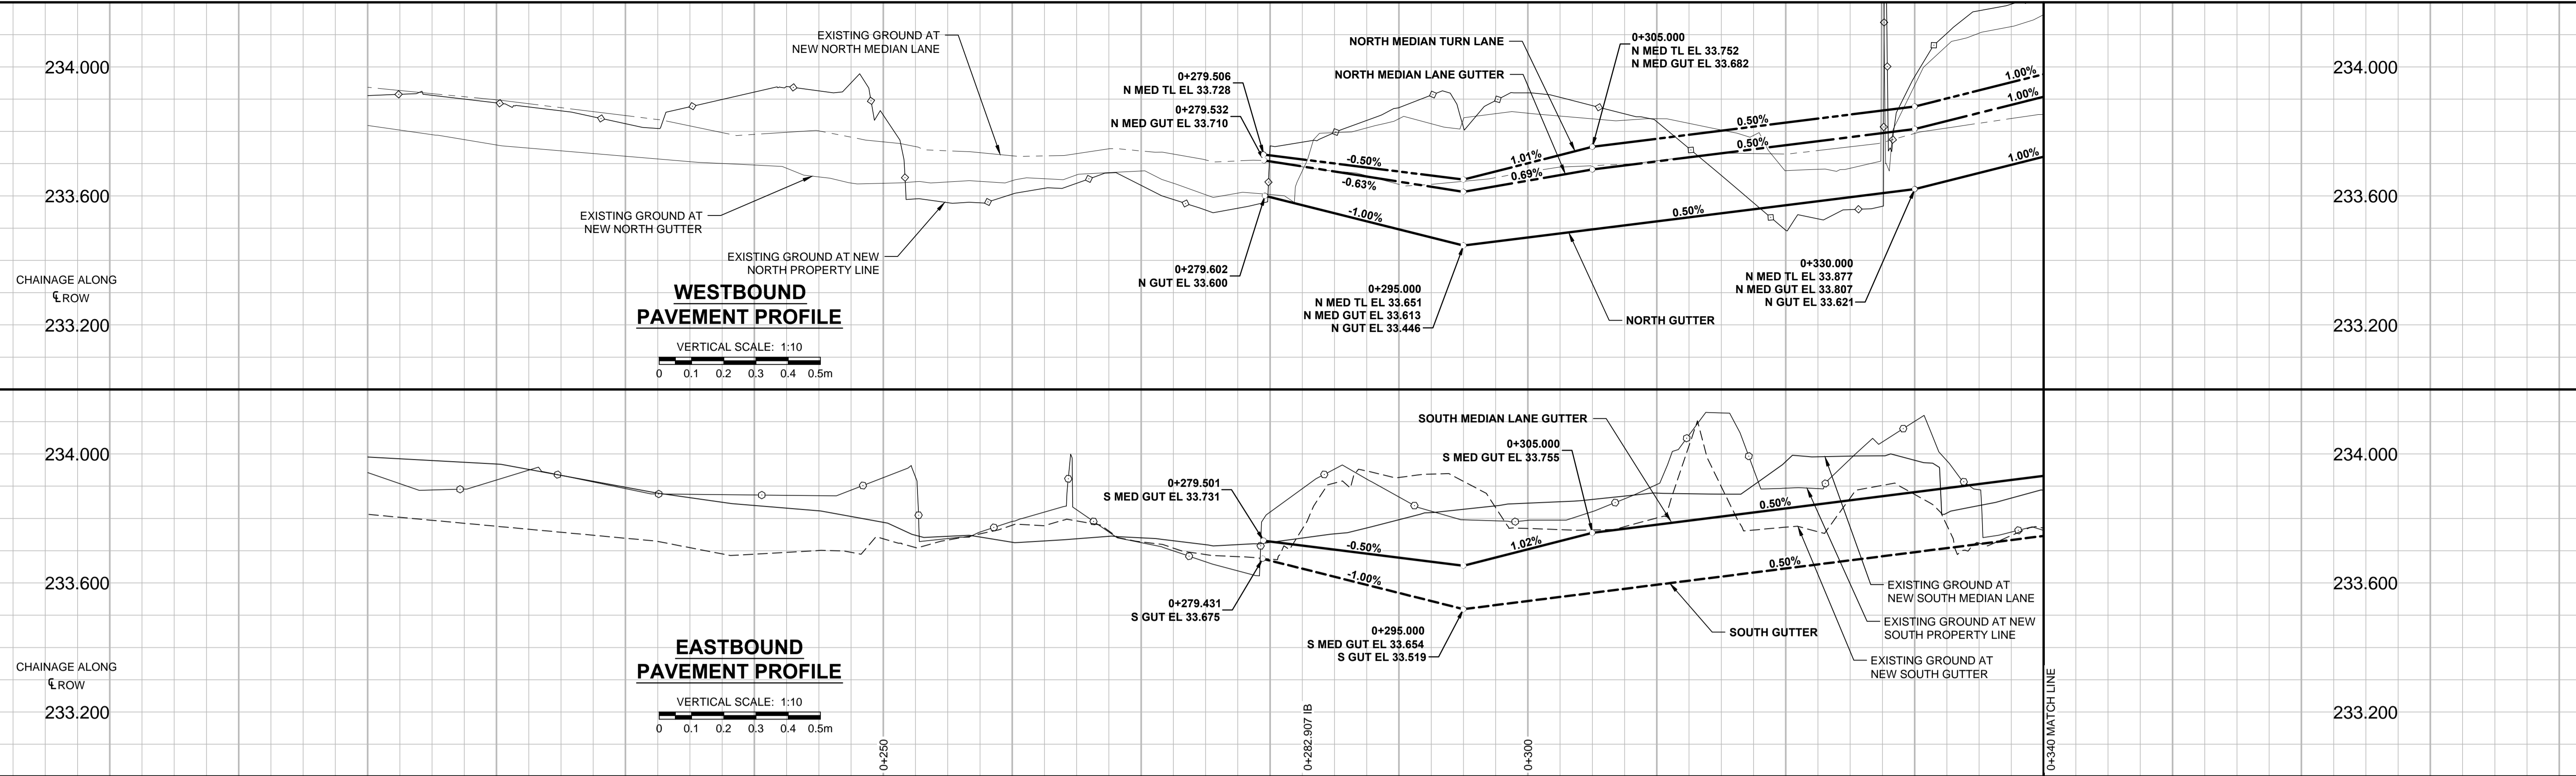 234.000
233.600
233.200
CHAINAGE ALONG
℄ ROW
EXISTING GROUND AT
NEW NORTH MEDIAN LANE
EXISTING GROUND AT
NEW NORTH GUTTER
EXISTING GROUND AT NEW
NORTH PROPERTY LINE
WESTBOUND
PAVEMENT PROFILE
VERTICAL SCALE: 1:10
0 0.1 0.2 0.3 0.4 0.5m
0+279.506
N MED TL EL 33.728
0+279.532
N MED GUT EL 33.710
0+279.602
N GUT EL 33.600
NORTH MEDIAN TURN LANE
NORTH MEDIAN LANE GUTTER
0+305.000
N MED TL EL 33.752
N MED GUT EL 33.682
-0.50%
-0.63%
-1.00%
1.01%
0.69%
0.50%
0.50%
0.50%
1.00%
1.00%
1.00%
0+295.000
N MED TL EL 33.651
N MED GUT EL 33.613
N GUT EL 33.446
NORTH GUTTER
0+330.000
N MED TL EL 33.877
N MED GUT EL 33.807
N GUT EL 33.621
234.000
233.600
233.200
234.000
233.600
233.200
CHAINAGE ALONG
℄ ROW
EASTBOUND
PAVEMENT PROFILE
VERTICAL SCALE: 1:10
0 0.1 0.2 0.3 0.4 0.5m
0+279.501
S MED GUT EL 33.731
0+279.431
S GUT EL 33.675
SOUTH MEDIAN LANE GUTTER
0+305.000
S MED GUT EL 33.755
-0.50%
-1.00%
1.02%
0.50%
0.50%
0+295.000
S MED GUT EL 33.654
S GUT EL 33.519
SOUTH GUTTER
EXISTING GROUND AT
NEW SOUTH MEDIAN LANE
EXISTING GROUND AT NEW
SOUTH PROPERTY LINE
EXISTING GROUND AT
NEW SOUTH GUTTER
0+250
0+282.907 IB
0+300
0+340 MATCH LINE
234.000
233.600
233.200